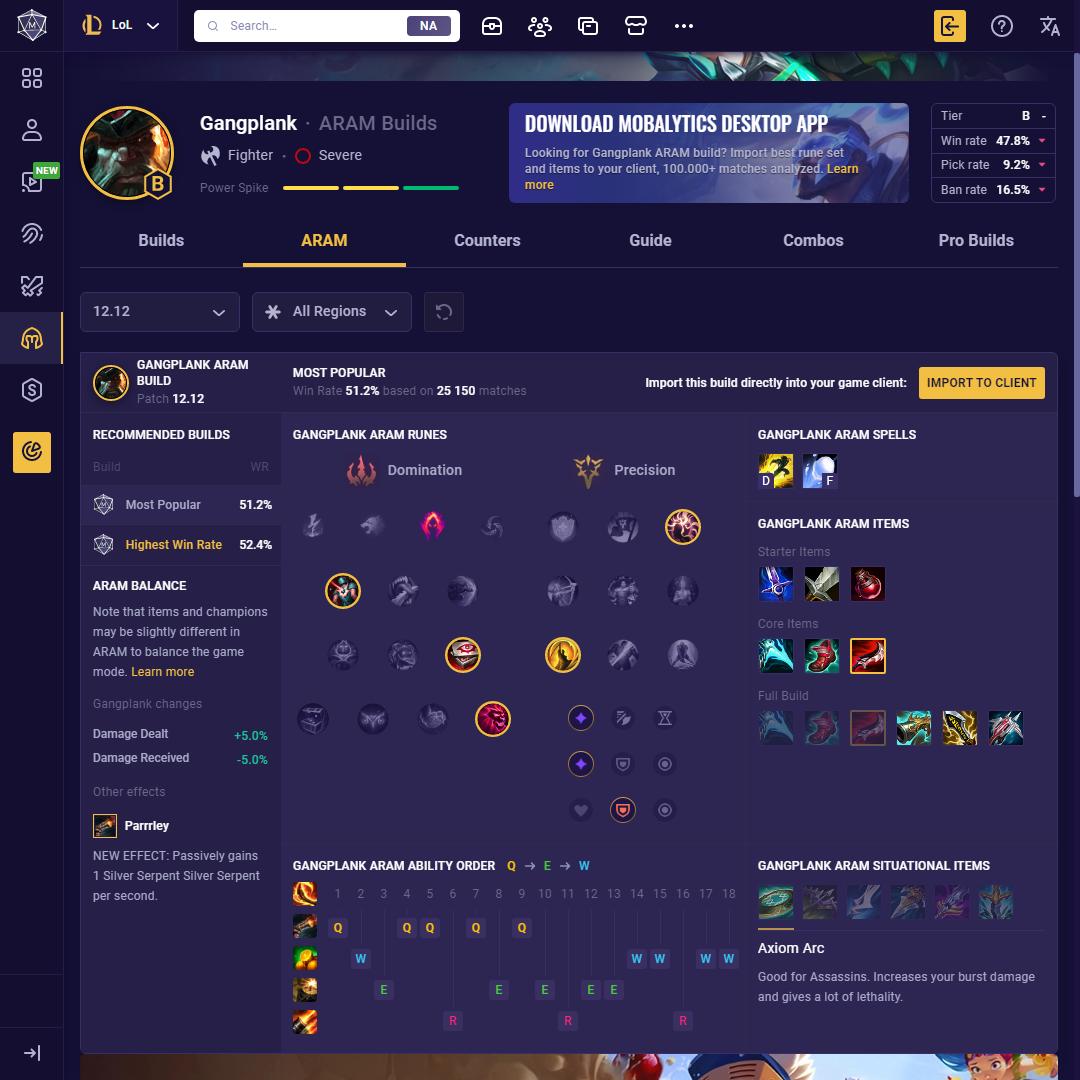 LoL
Search...
NA
NEW
Gangplank · ARAM Builds
Fighter · Severe
Power Spike
B
DOWNLOAD MOBALYTICS DESKTOP APP
Looking for Gangplank ARAM build? Import best rune set
and items to your client, 100.000+ matches analyzed. Learn
more
Tier B -
Win rate 47.8%
Pick rate 9.2%
Ban rate 16.5%
Builds
ARAM
Counters
Guide
Combos
Pro Builds
12.12
All Regions
GANGPLANK ARAM
BUILD
Patch 12.12
MOST POPULAR
Win Rate 51.2% based on 25 150 matches
Import this build directly into your game client:
IMPORT TO CLIENT
RECOMMENDED BUILDS
Build WR
Most Popular 51.2%
Highest Win Rate 52.4%
ARAM BALANCE
Note that items and champions
may be slightly different in
ARAM to balance the game
mode. Learn more
Gangplank changes
Damage Dealt +5.0%
Damage Received -5.0%
Other effects
Parrrley
NEW EFFECT: Passively gains
1 Silver Serpent Silver Serpent
per second.
GANGPLANK ARAM RUNES
Domination
Precision
GANGPLANK ARAM SPELLS
D F
GANGPLANK ARAM ITEMS
Starter Items
Core Items
Full Build
GANGPLANK ARAM ABILITY ORDER Q → E → W
1 2 3 4 5 6 7 8 9 10 11 12 13 14 15 16 17 18
Q Q Q Q Q
W W W W W
E E E E E
R R R
GANGPLANK ARAM SITUATIONAL ITEMS
Axiom Arc
Good for Assassins. Increases your burst damage
and gives a lot of lethality.